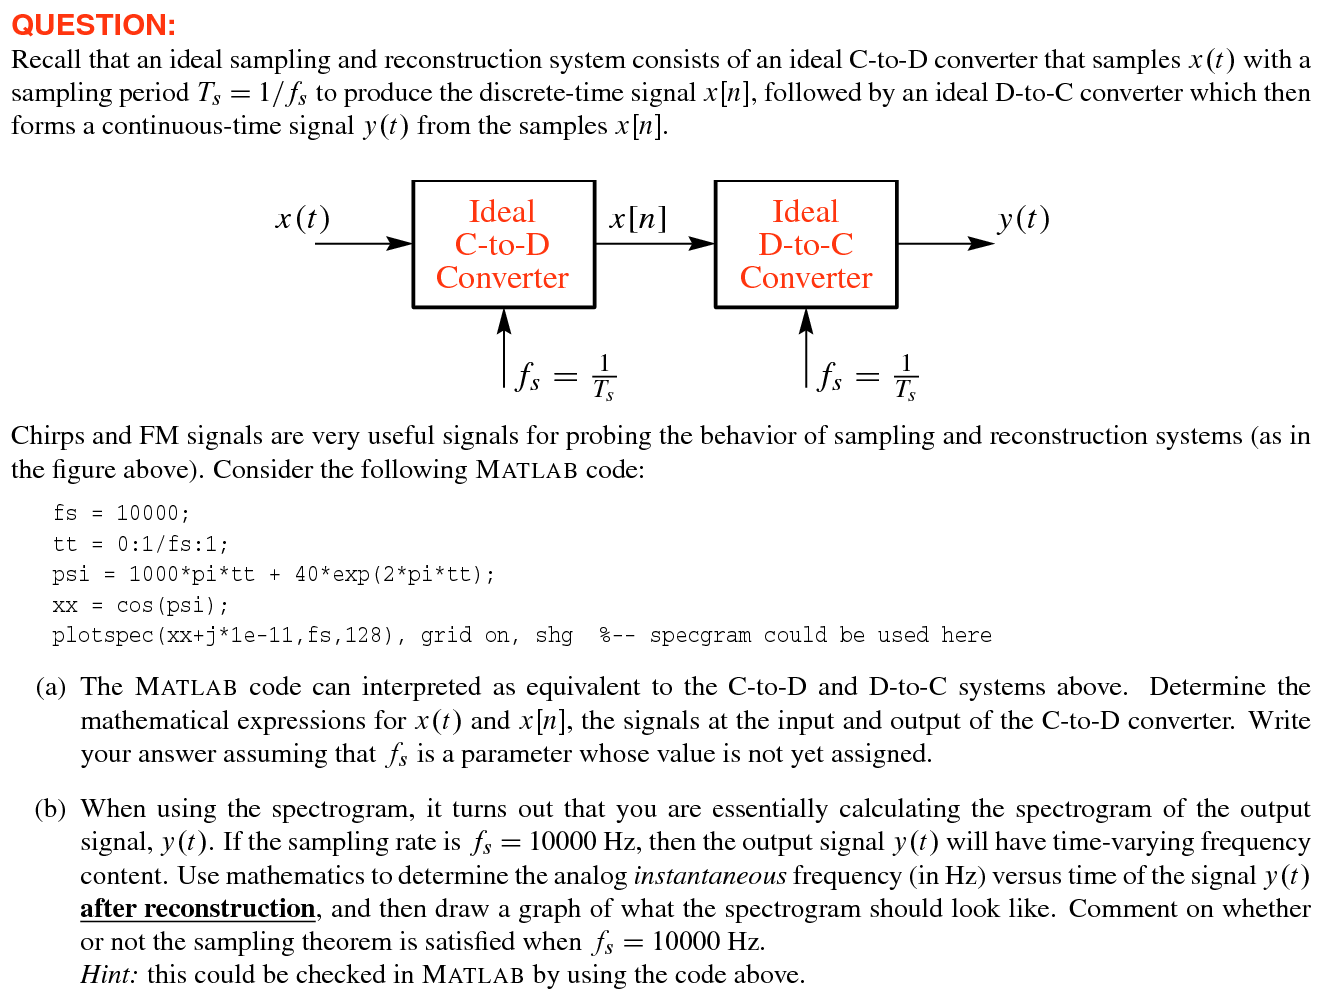 QUESTION:
Recall that an ideal sampling and reconstruction system consists of an ideal C-to-D converter that samples x(t) with a
sampling period Tₛ = 1/fₛ to produce the discrete-time signal x[n], followed by an ideal D-to-C converter which then
forms a continuous-time signal y(t) from the samples x[n].
x(t)
Ideal
C-to-D
Converter
x[n]
Ideal
D-to-C
Converter
y(t)
fₛ = 1/Tₛ
fₛ = 1/Tₛ
Chirps and FM signals are very useful signals for probing the behavior of sampling and reconstruction systems (as in
the figure above). Consider the following MATLAB code:
fs = 10000;
tt = 0:1/fs:1;
psi = 1000*pi*tt + 40*exp(2*pi*tt);
xx = cos(psi);
plotspec(xx+j*1e-11,fs,128), grid on, shg %-- specgram could be used here
(a) The MATLAB code can interpreted as equivalent to the C-to-D and D-to-C systems above. Determine the
mathematical expressions for x(t) and x[n], the signals at the input and output of the C-to-D converter. Write
your answer assuming that fₛ is a parameter whose value is not yet assigned.
(b) When using the spectrogram, it turns out that you are essentially calculating the spectrogram of the output
signal, y(t). If the sampling rate is fₛ = 10000 Hz, then the output signal y(t) will have time-varying frequency
content. Use mathematics to determine the analog instantaneous frequency (in Hz) versus time of the signal y(t)
after reconstruction, and then draw a graph of what the spectrogram should look like. Comment on whether
or not the sampling theorem is satisfied when fₛ = 10000 Hz.
Hint: this could be checked in MATLAB by using the code above.